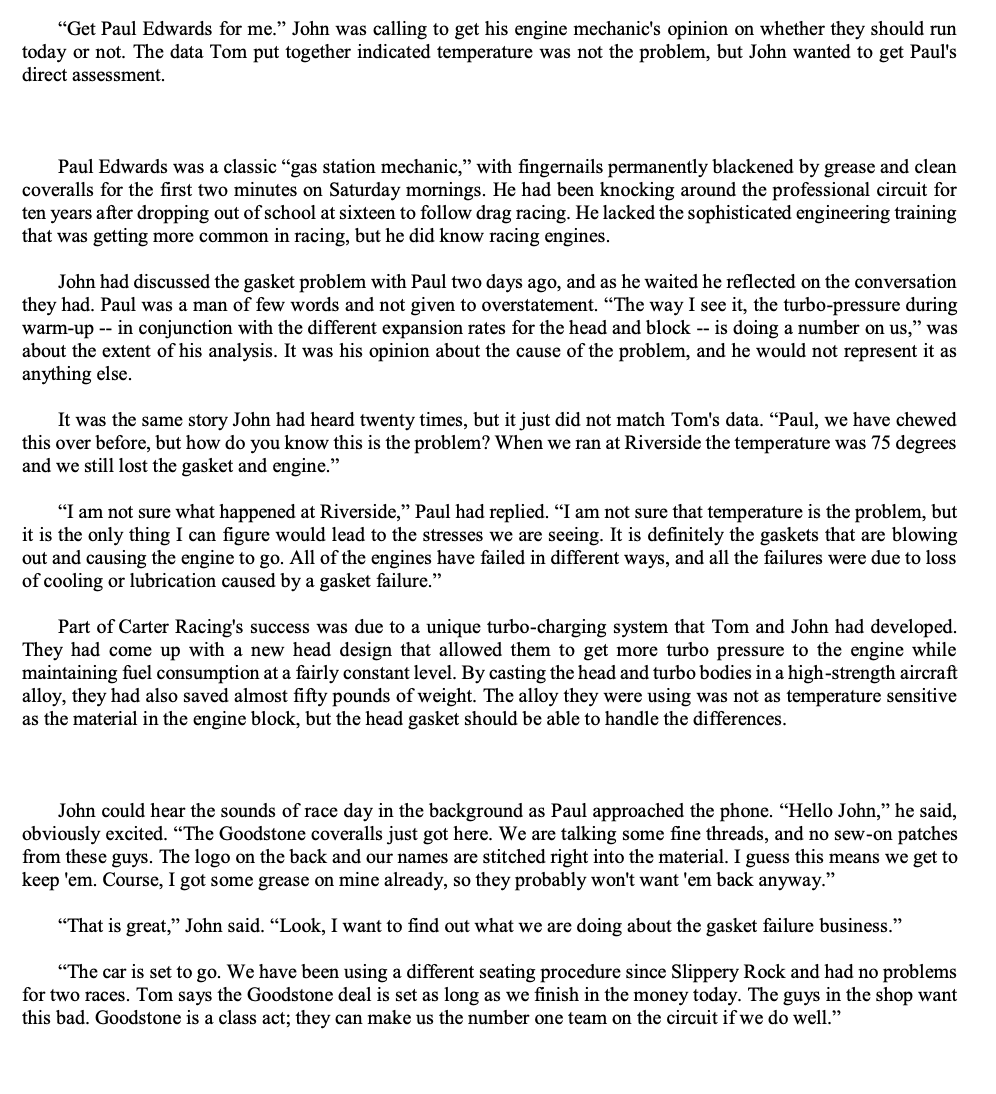 “Get Paul Edwards for me.” John was calling to get his engine mechanic's opinion on whether they should run
today or not. The data Tom put together indicated temperature was not the problem, but John wanted to get Paul's
direct assessment.
Paul Edwards was a classic “gas station mechanic,” with fingernails permanently blackened by grease and clean
coveralls for the first two minutes on Saturday mornings. He had been knocking around the professional circuit for
ten years after dropping out of school at sixteen to follow drag racing. He lacked the sophisticated engineering training
that was getting more common in racing, but he did know racing engines.
John had discussed the gasket problem with Paul two days ago, and as he waited he reflected on the conversation
they had. Paul was a man of few words and not given to overstatement. “The way I see it, the turbo-pressure during
warm-up -- in conjunction with the different expansion rates for the head and block -- is doing a number on us,” was
about the extent of his analysis. It was his opinion about the cause of the problem, and he would not represent it as
anything else.
It was the same story John had heard twenty times, but it just did not match Tom's data. “Paul, we have chewed
this over before, but how do you know this is the problem? When we ran at Riverside the temperature was 75 degrees
and we still lost the gasket and engine.”
“I am not sure what happened at Riverside,” Paul had replied. “I am not sure that temperature is the problem, but
it is the only thing I can figure would lead to the stresses we are seeing. It is definitely the gaskets that are blowing
out and causing the engine to go. All of the engines have failed in different ways, and all the failures were due to loss
of cooling or lubrication caused by a gasket failure.”
Part of Carter Racing's success was due to a unique turbo-charging system that Tom and John had developed.
They had come up with a new head design that allowed them to get more turbo pressure to the engine while
maintaining fuel consumption at a fairly constant level. By casting the head and turbo bodies in a high-strength aircraft
alloy, they had also saved almost fifty pounds of weight. The alloy they were using was not as temperature sensitive
as the material in the engine block, but the head gasket should be able to handle the differences.
John could hear the sounds of race day in the background as Paul approached the phone. “Hello John,” he said,
obviously excited. “The Goodstone coveralls just got here. We are talking some fine threads, and no sew-on patches
from these guys. The logo on the back and our names are stitched right into the material. I guess this means we get to
keep 'em. Course, I got some grease on mine already, so they probably won't want 'em back anyway.”
“That is great,” John said. “Look, I want to find out what we are doing about the gasket failure business.”
“The car is set to go. We have been using a different seating procedure since Slippery Rock and had no problems
for two races. Tom says the Goodstone deal is set as long as we finish in the money today. The guys in the shop want
this bad. Goodstone is a class act; they can make us the number one team on the circuit if we do well.”